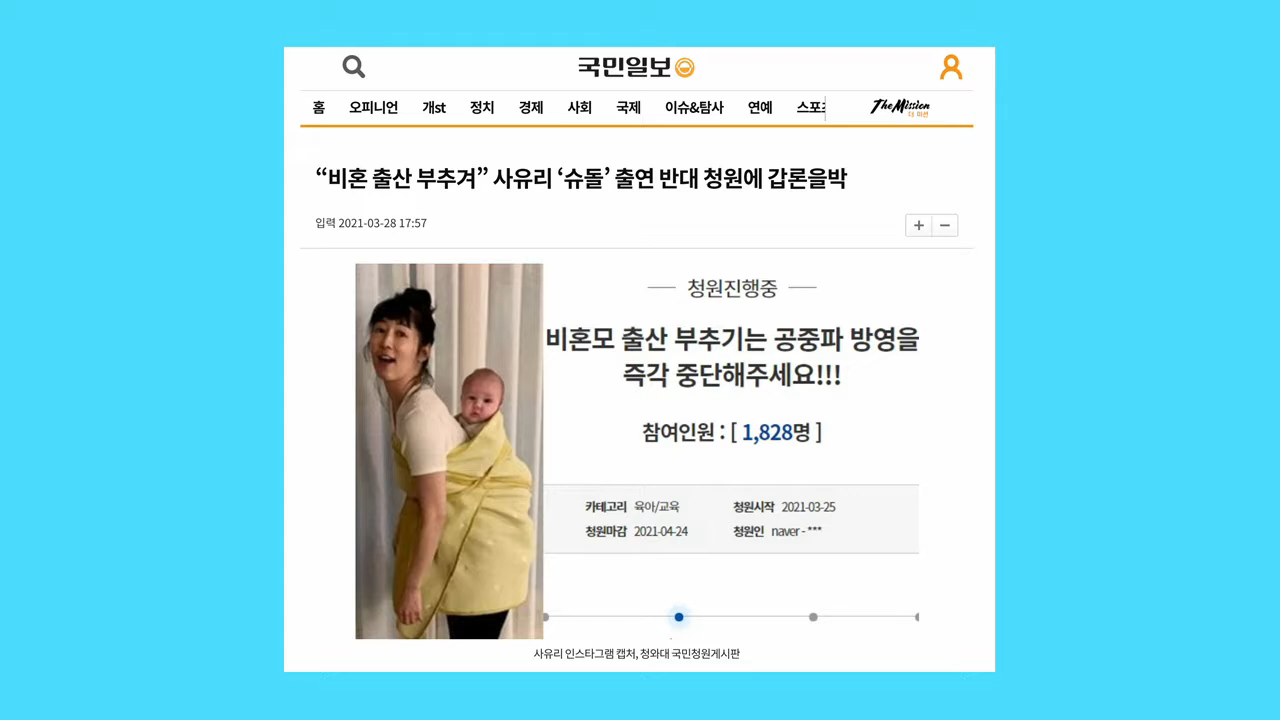 국민일보
홈 오피니언 개st 정치 경제 사회 국제 이슈&탐사 연예 스포츠 The Mission
더 미션
“비혼 출산 부추겨” 사유리 ‘슈돌’ 출연 반대 청원에 갑론을박
입력 2021-03-28 17:57
+ −
청원진행중
비혼모 출산 부추기는 공중파 방영을
즉각 중단해주세요!!!
참여인원 : [ 1,828명 ]
카테고리 육아/교육 청원시작 2021-03-25
청원마감 2021-04-24 청원인 naver - ***
사유리 인스타그램 캡처, 청와대 국민청원게시판